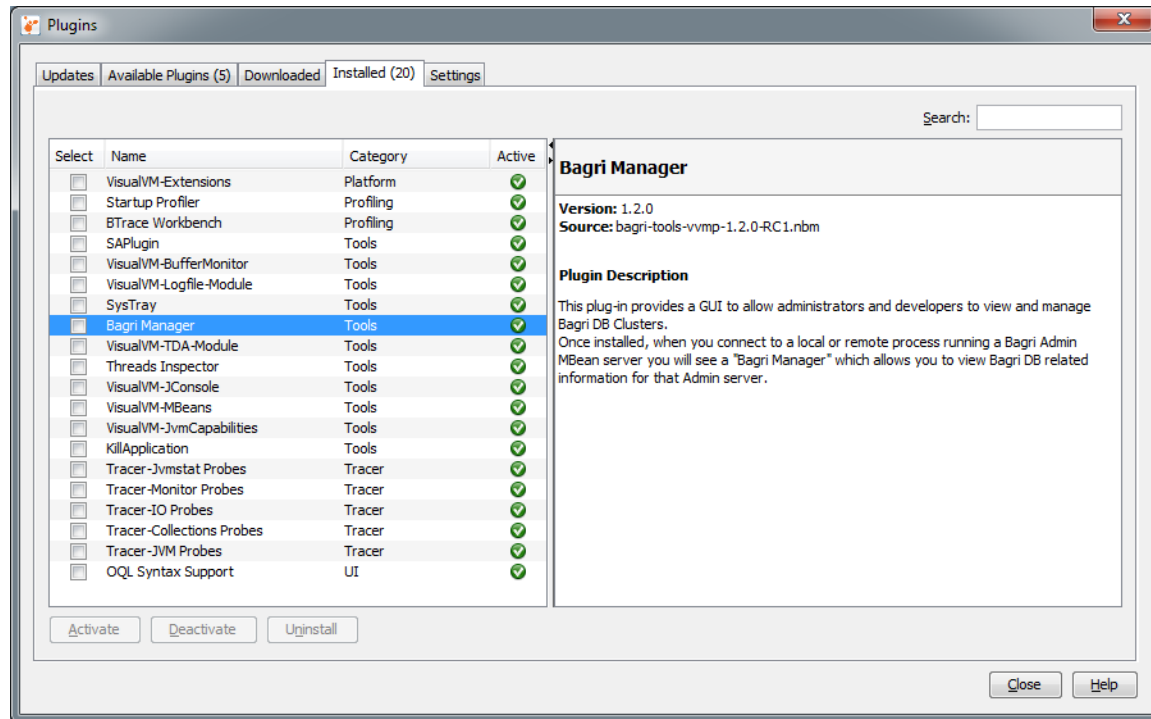 Plugins
Updates Available Plugins (5) Downloaded Installed (20) Settings
Search:
Select Name Category Active
VisualVM-Extensions Platform
Startup Profiler Profiling
BTrace Workbench Profiling
SAPlugin Tools
VisualVM-BufferMonitor Tools
VisualVM-Logfile-Module Tools
SysTray Tools
Bagri Manager Tools
VisualVM-TDA-Module Tools
Threads Inspector Tools
VisualVM-JConsole Tools
VisualVM-MBeans Tools
VisualVM-JvmCapabilities Tools
KillApplication Tools
Tracer-Jvmstat Probes Tracer
Tracer-Monitor Probes Tracer
Tracer-IO Probes Tracer
Tracer-Collections Probes Tracer
Tracer-JVM Probes Tracer
OQL Syntax Support UI
Bagri Manager
Version: 1.2.0
Source: bagri-tools-vvmp-1.2.0-RC1.nbm
Plugin Description
This plug-in provides a GUI to allow administrators and developers to view and manage
Bagri DB Clusters.
Once installed, when you connect to a local or remote process running a Bagri Admin
MBean server you will see a "Bagri Manager" which allows you to view Bagri DB related
information for that Admin server.
Activate Deactivate Uninstall
Close Help